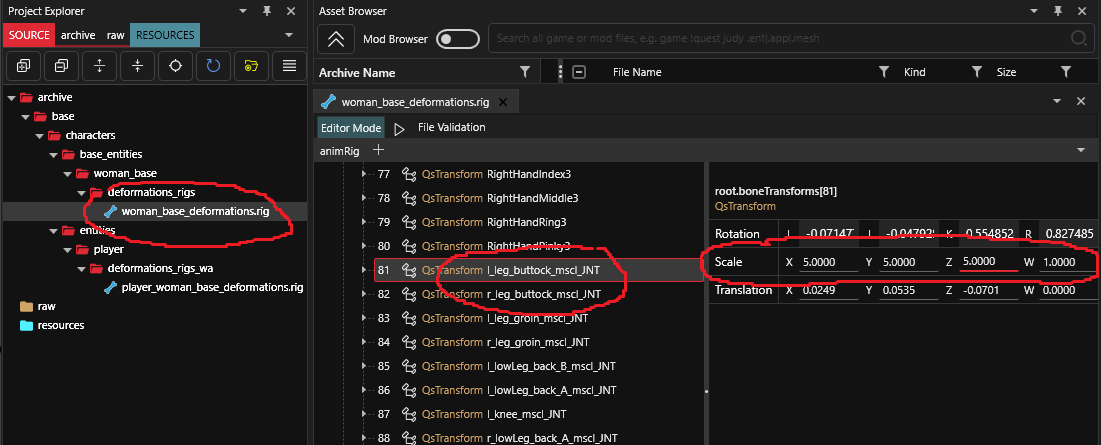 Project Explorer
SOURCE archive raw RESOURCES
archive
base
characters
base_entities
woman_base
deformations_rigs
woman_base_deformations.rig
entities
player
deformations_rigs_wa
player_woman_base_deformations.rig
raw
resources
Asset Browser
Mod Browser Search all game or mod files, e.g. game |quest judy .ent|.app|.mesh
Archive Name File Name Kind Size
woman_base_deformations.rig
Editor Mode File Validation
animRig
77 QsTransform RightHandIndex3
78 QsTransform RightHandMiddle3
79 QsTransform RightHandRing3
80 QsTransform RightHandPinky3
81 QsTransform l_leg_buttock_mscl_JNT
82 QsTransform r_leg_buttock_mscl_JNT
83 QsTransform l_leg_groin_mscl_JNT
84 QsTransform r_leg_groin_mscl_JNT
85 QsTransform l_lowLeg_back_B_mscl_JNT
86 QsTransform l_lowLeg_back_A_mscl_JNT
87 QsTransform l_knee_mscl_JNT
88 QsTransform r_lowLeg_back_A_mscl_JNT
root.boneTransforms[81]
QsTransform
Rotation -0.07147 0.554852 R 0.827485
Scale X 5.0000 Y 5.0000 Z 5.0000 W 1.0000
Translation X 0.0249 Y 0.0535 Z -0.0701 W 0.0000